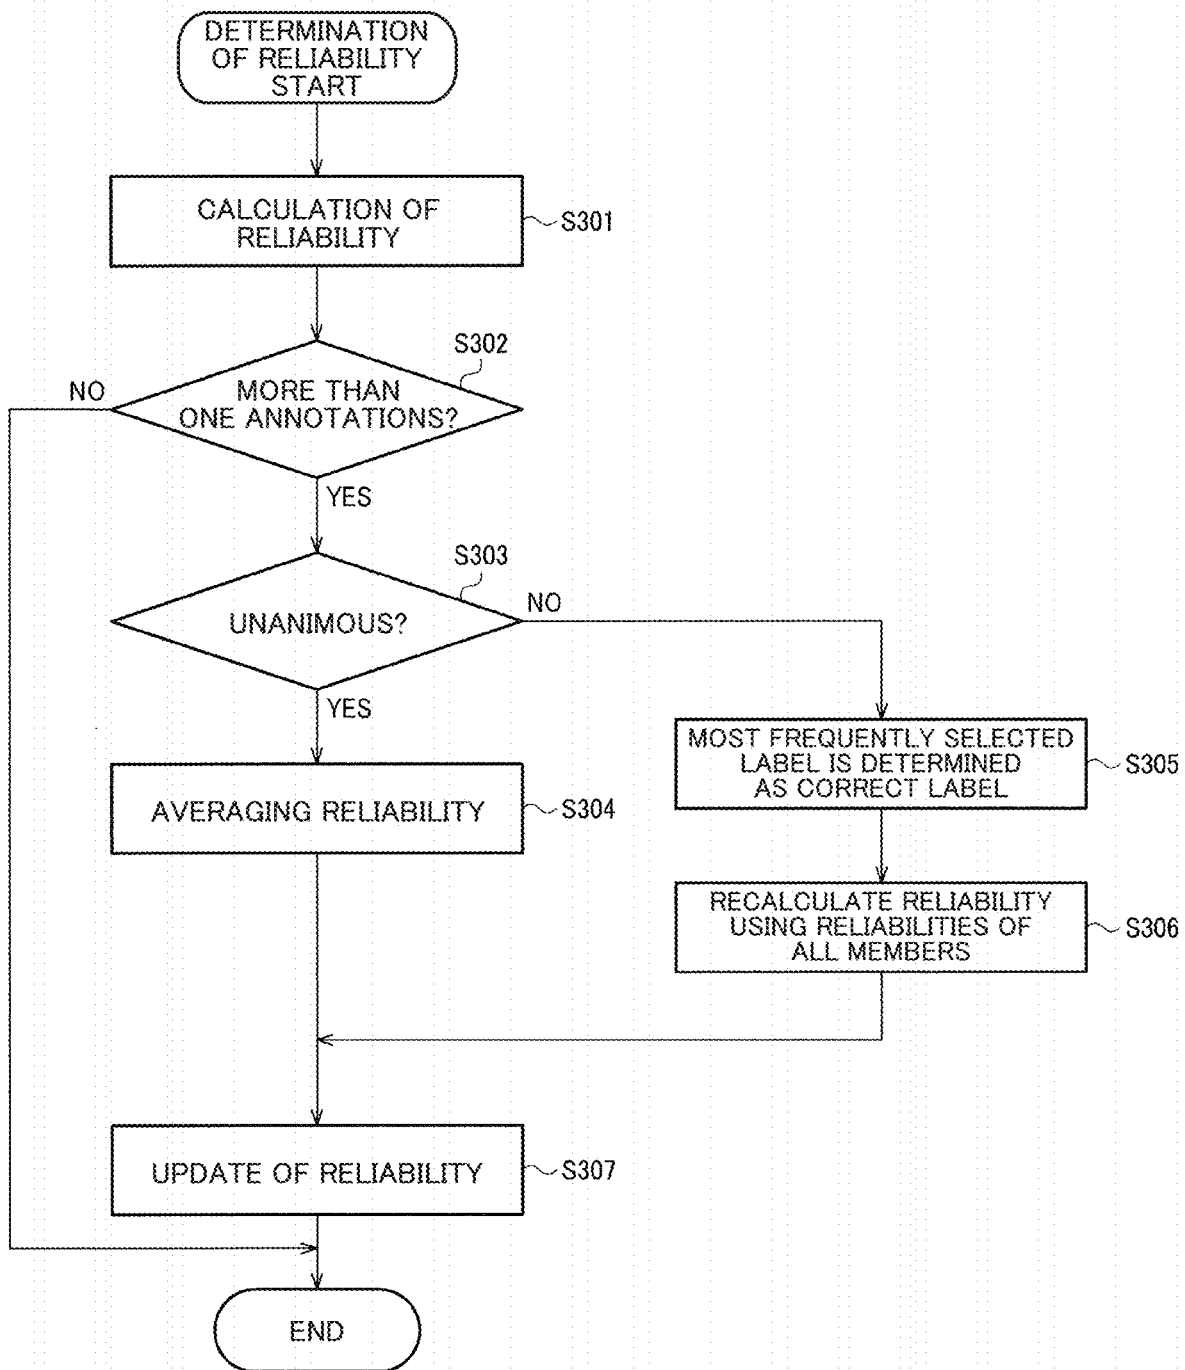 DETERMINATION
OF RELIABILITY
START
CALCULATION OF
RELIABILITY
S301
S302
NO
MORE THAN
ONE ANNOTATIONS?
YES
S303
NO
UNANIMOUS?
YES
MOST FREQUENTLY SELECTED
LABEL IS DETERMINED
AS CORRECT LABEL
S305
AVERAGING RELIABILITY
S304
RECALCULATE RELIABILITY
USING RELIABILITIES OF
ALL MEMBERS
S306
UPDATE OF RELIABILITY
S307
END